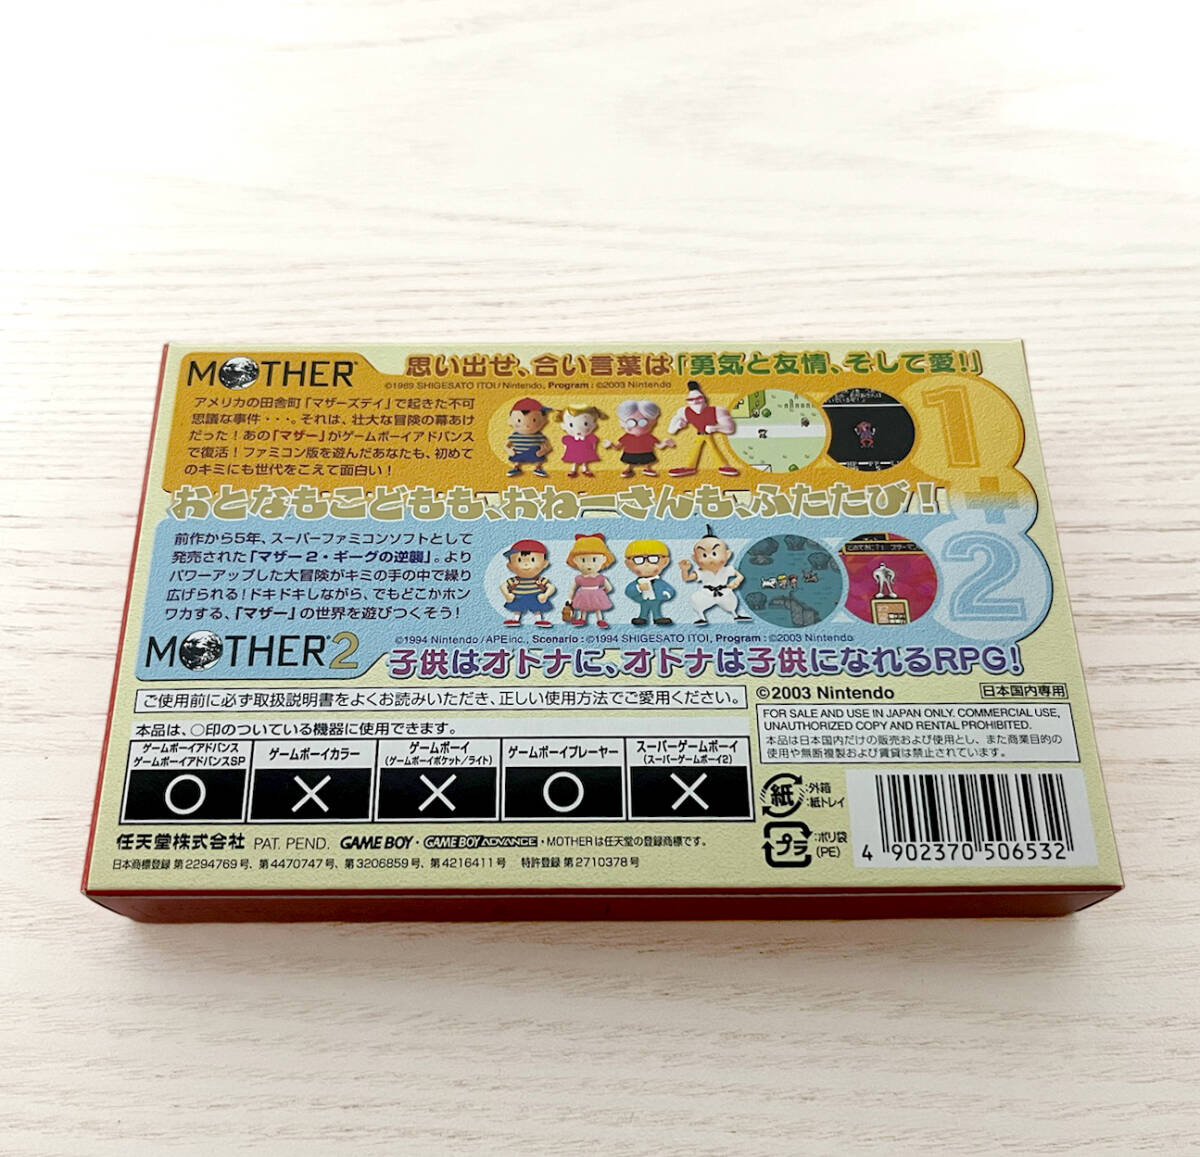 MOTHER®
思い出せ、合い言葉は「勇気と友情、そして愛!」
©1989 SHIGESATO ITOI/Nintendo, Program : ©2003 Nintendo
アメリカの田舎町「マザーズデイ」で起きた不可
思議な事件・・・。それは、壮大な冒険の幕あけ
だった!あの「マザー」がゲームボーイアドバンス
で復活!ファミコン版を遊んだあなたも、初めて
のキミにも世代をこえて面白い!
1+2
おとなもこどもも、おねーさんも、ふたたび!
前作から5年、スーパーファミコンソフトとして
発売された「マザー2・ギーグの逆襲」。より
パワーアップした大冒険がキミの手の中で繰り
広げられる!ドキドキしながら、でもどこかホン
ワカする、「マザー」の世界を遊びつくそう!
©1994 Nintendo/APE inc., Scenario : ©1994 SHIGESATO ITOI, Program : ©2003 Nintendo
MOTHER®2
子供はオトナに、オトナは子供になれるRPG!
ご使用前に必ず取扱説明書をよくお読みいただき、正しい使用方法でご愛用ください。
©2003 Nintendo
日本国内専用
本品は、○印のついている機器に使用できます。
ゲームボーイアドバンス
ゲームボーイアドバンスSP
○
ゲームボーイカラー
×
ゲームボーイ
(ゲームボーイポケット/ライト)
×
ゲームボーイプレーヤー
○
スーパーゲームボーイ
(スーパーゲームボーイ2)
×
FOR SALE AND USE IN JAPAN ONLY. COMMERCIAL USE,
UNAUTHORIZED COPY AND RENTAL PROHIBITED.
本品は日本国内だけの販売および使用とし、また商業目的の
使用や無断複製および賃貸は禁止されています。
紙
:外箱
:紙トレイ
プラ
:ポリ袋
(PE)
4 902370 506532
任天堂株式会社 PAT. PEND. GAME BOY・GAME BOY ADVANCE・MOTHERは任天堂の登録商標です。
日本商標登録 第2294769号、第4470747号、第3206859号、第4216411号 特許登録 第2710378号